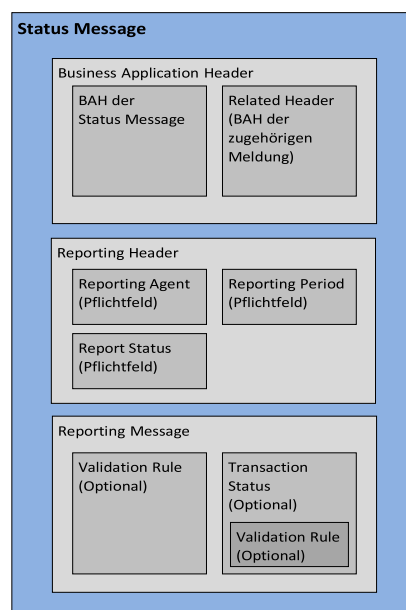 Status Message
Business Application Header
BAH der
Status Message
Related Header
(BAH der
zugehörigen
Meldung)
Reporting Header
Reporting Agent
(Pflichtfeld)
Reporting Period
(Pflichtfeld)
Report Status
(Pflichtfeld)
Reporting Message
Validation Rule
(Optional)
Transaction
Status
(Optional)
Validation Rule
(Optional)